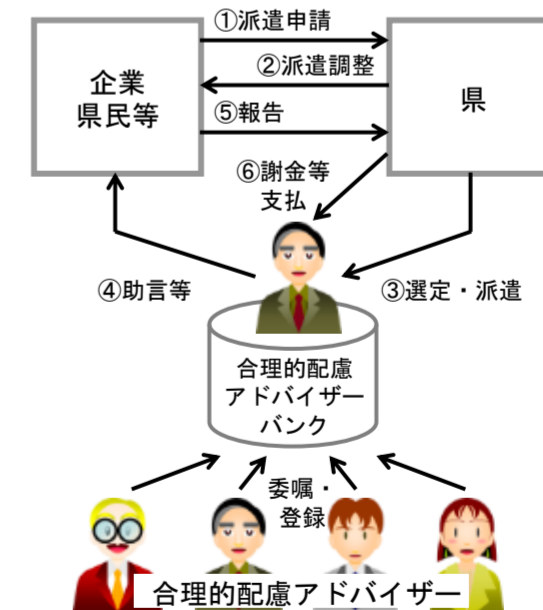 ①派遣申請
②派遣調整
企業
県民等
県
⑤報告
⑥謝金等
支払
④助言等
③選定・派遣
合理的配慮
アドバイザー
バンク
委嘱・
登録
合理的配慮アドバイザー